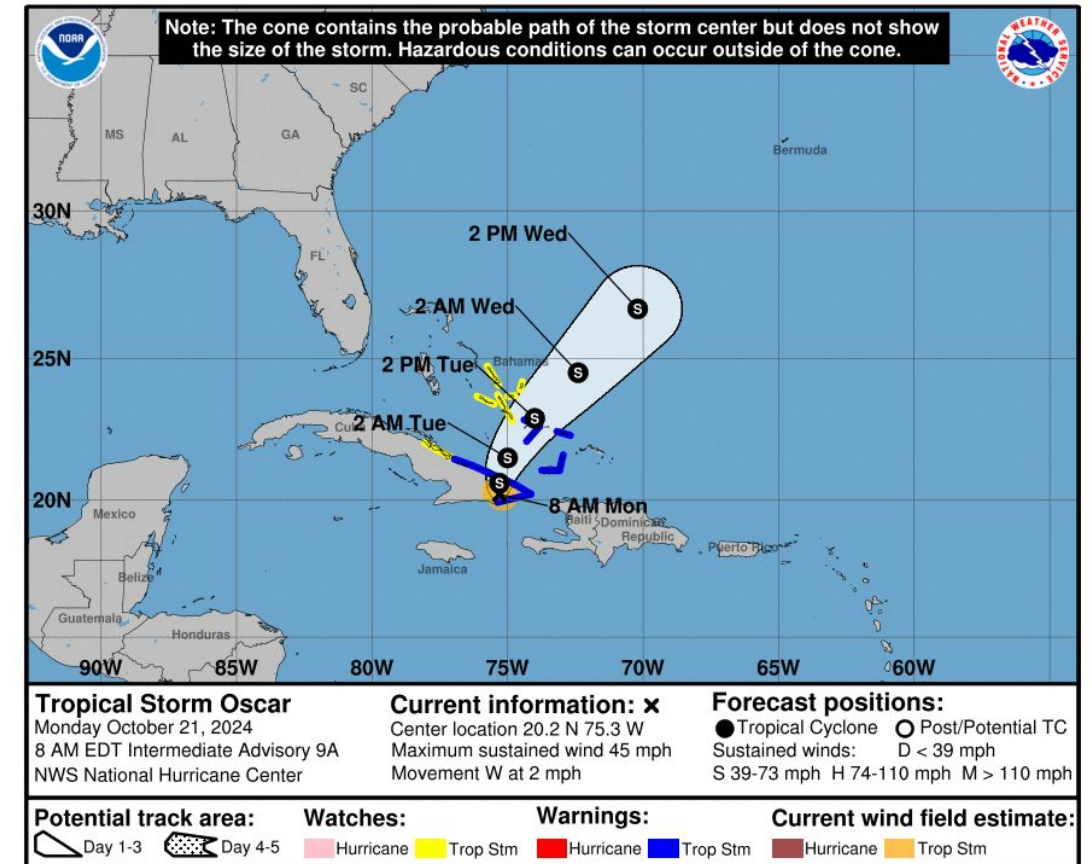 Note: The cone contains the probable path of the storm center but does not show
the size of the storm. Hazardous conditions can occur outside of the cone.
NOAA
NATIONAL WEATHER SERVICE
SC
MS
AL
GA
Bermuda
30N
2 PM Wed
FL
2 AM Wed
25N
2 PM Tue
Bahamas
2 AM Tue
Cuba
20N
8 AM Mon
Mexico
Haiti
Dominican
Republic
Puerto Rico
Jamaica
Belize
Guatemala
Honduras
90W
85W
80W
75W
70W
65W
60W
S
S
S
S
S
Tropical Storm Oscar
Monday October 21, 2024
8 AM EDT Intermediate Advisory 9A
NWS National Hurricane Center
Current information: x
Center location 20.2 N 75.3 W
Maximum sustained wind 45 mph
Movement W at 2 mph
Forecast positions:
Tropical Cyclone Post/Potential TC
Sustained winds: D < 39 mph
S 39-73 mph H 74-110 mph M > 110 mph
Potential track area:
Day 1-3 Day 4-5
Watches:
Hurricane Trop Stm
Warnings:
Hurricane Trop Stm
Current wind field estimate:
Hurricane Trop Stm